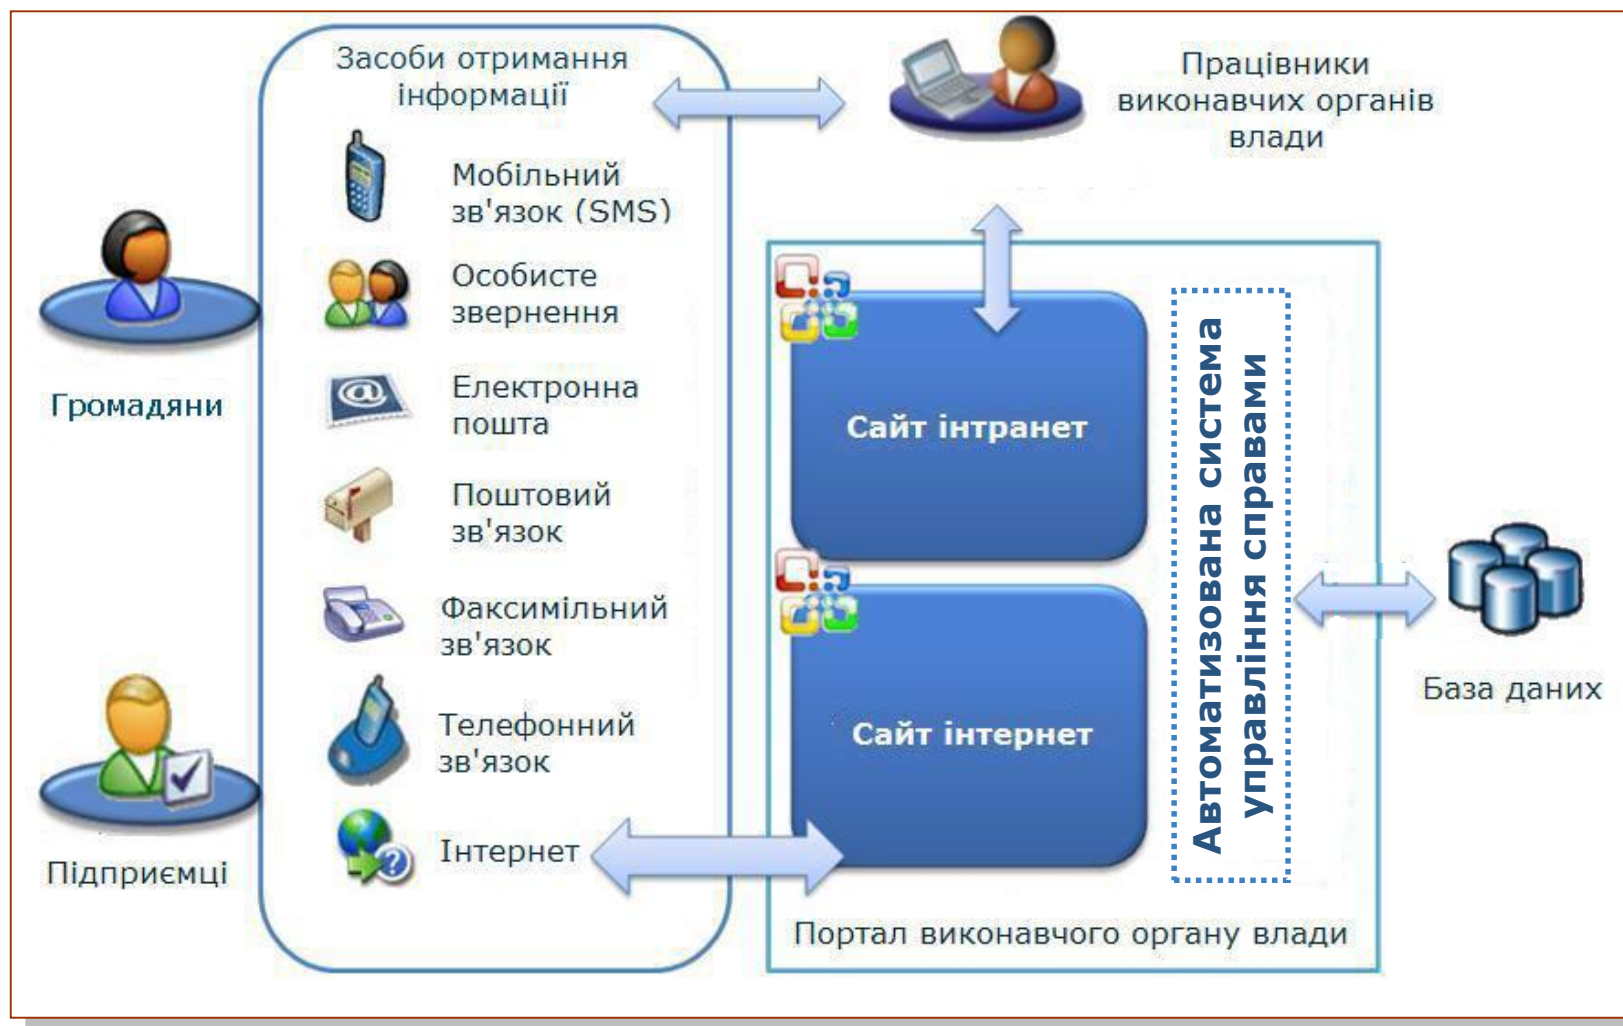 Засоби отримання
інформації
Мобільний
зв'язок (SMS)
Особисте
звернення
Електронна
пошта
Поштовий
зв'язок
Факсимільний
зв'язок
Телефонний
зв'язок
Інтернет
Громадяни
Підприємці
Працівники
виконавчих органів
влади
Сайт інтранет
Сайт інтернет
Автоматизована система
управління справами
Портал виконавчого органу влади
База даних